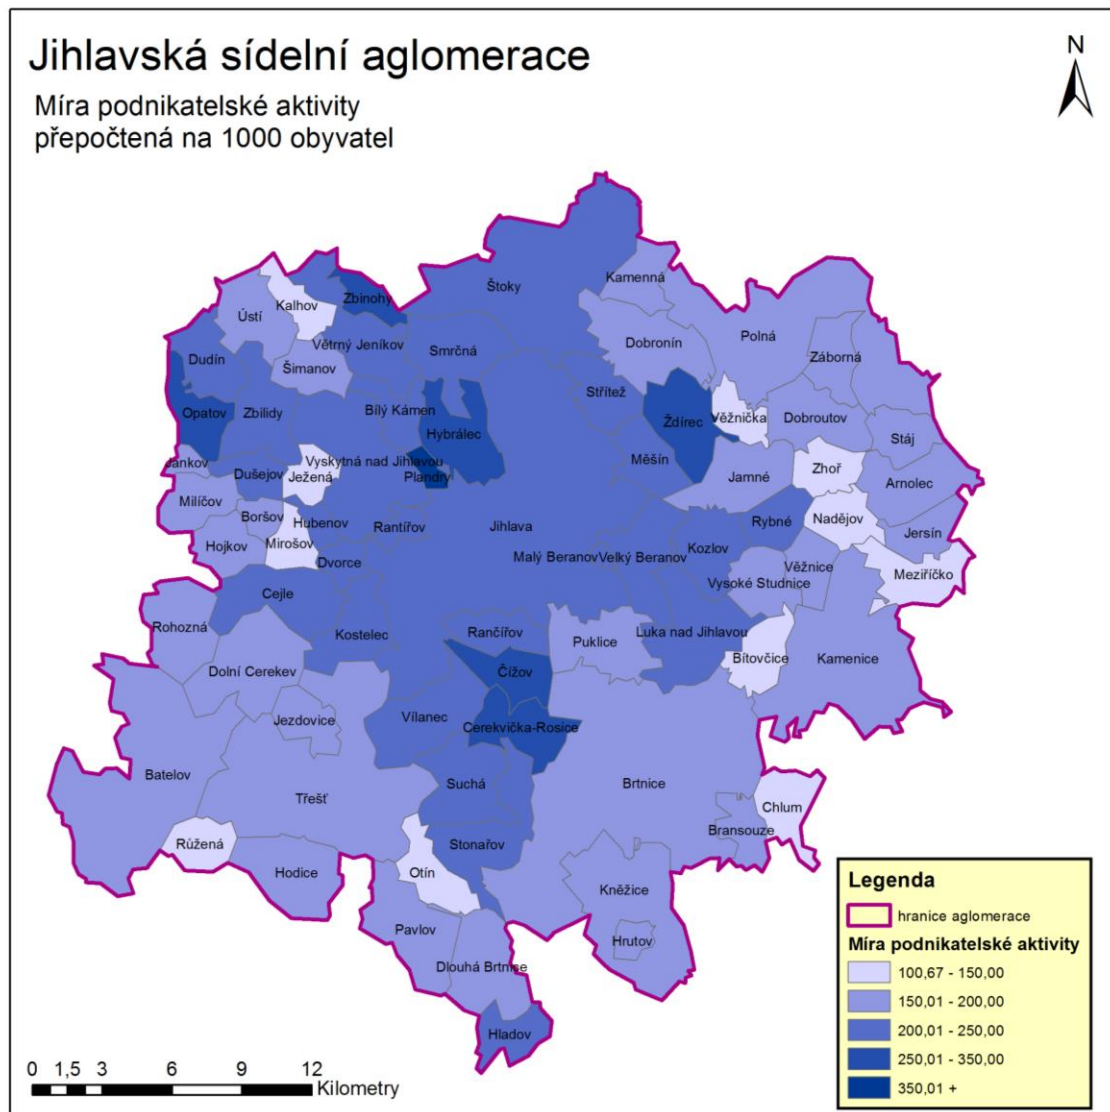 Jihlavská sídelní aglomerace
Míra podnikatelské aktivity
přepočtená na 1000 obyvatel
N
Štoky
Kamenná
Zbinohy
Kalhov
Ústí
Polná
Větrný Jeníkov
Dobronín
Smrčná
Záborná
Dudín
Šimanov
Střítež
Opatov
Zbilidy
Bílý Kámen
Ždírec
Věžnička
Dobroutov
Hybrálec
Stáj
Jankov
Vyskytná nad Jihlavou
Měšín
Zhoř
Dušejov
Ježená
Plandry
Jamné
Arnolec
Milíčov
Boršov
Hubenov
Rantířov
Jihlava
Rybné
Nadějov
Jersín
Hojkov
Mirošov
Dvorce
Malý Beranov
Velký Beranov
Kozlov
Věžnice
Meziříčko
Vysoké Studnice
Cejle
Rohozná
Kostelec
Rančířov
Puklice
Luka nad Jihlavou
Bítovčice
Kamenice
Dolní Cerekev
Čížov
Jezdovice
Vílanec
Cerekvička-Rosice
Batelov
Třešť
Suchá
Brtnice
Chlum
Bransouze
Růžená
Stonařov
Hodice
Otín
Kněžice
Pavlov
Hrutov
Dlouhá Brtnice
Hladov
Legenda
hranice aglomerace
Míra podnikatelské aktivity
100,67 - 150,00
150,01 - 200,00
200,01 - 250,00
250,01 - 350,00
350,01 +
0 1,5 3 6 9 12
Kilometry